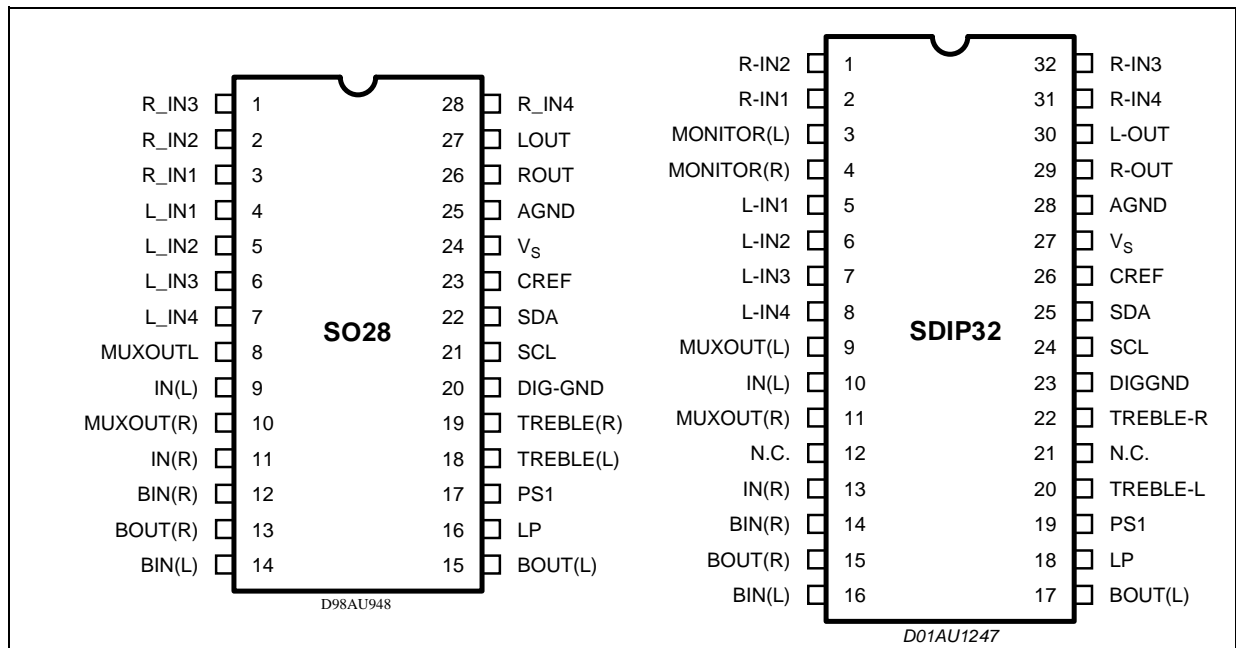 R_IN3 1 28 R_IN4
R_IN2 2 27 LOUT
R_IN1 3 26 ROUT
L_IN1 4 25 AGND
L_IN2 5 24 VS
L_IN3 6 23 CREF
L_IN4 7 22 SDA
SO28
MUXOUTL 8 21 SCL
IN(L) 9 20 DIG-GND
MUXOUT(R) 10 19 TREBLE(R)
IN(R) 11 18 TREBLE(L)
BIN(R) 12 17 PS1
BOUT(R) 13 16 LP
BIN(L) 14 15 BOUT(L)
D98AU948
R-IN2 1 32 R-IN3
R-IN1 2 31 R-IN4
MONITOR(L) 3 30 L-OUT
MONITOR(R) 4 29 R-OUT
L-IN1 5 28 AGND
L-IN2 6 27 VS
L-IN3 7 26 CREF
L-IN4 8 25 SDA
SDIP32
MUXOUT(L) 9 24 SCL
IN(L) 10 23 DIGGND
MUXOUT(R) 11 22 TREBLE-R
N.C. 12 21 N.C.
IN(R) 13 20 TREBLE-L
BIN(R) 14 19 PS1
BOUT(R) 15 18 LP
BIN(L) 16 17 BOUT(L)
D01AU1247